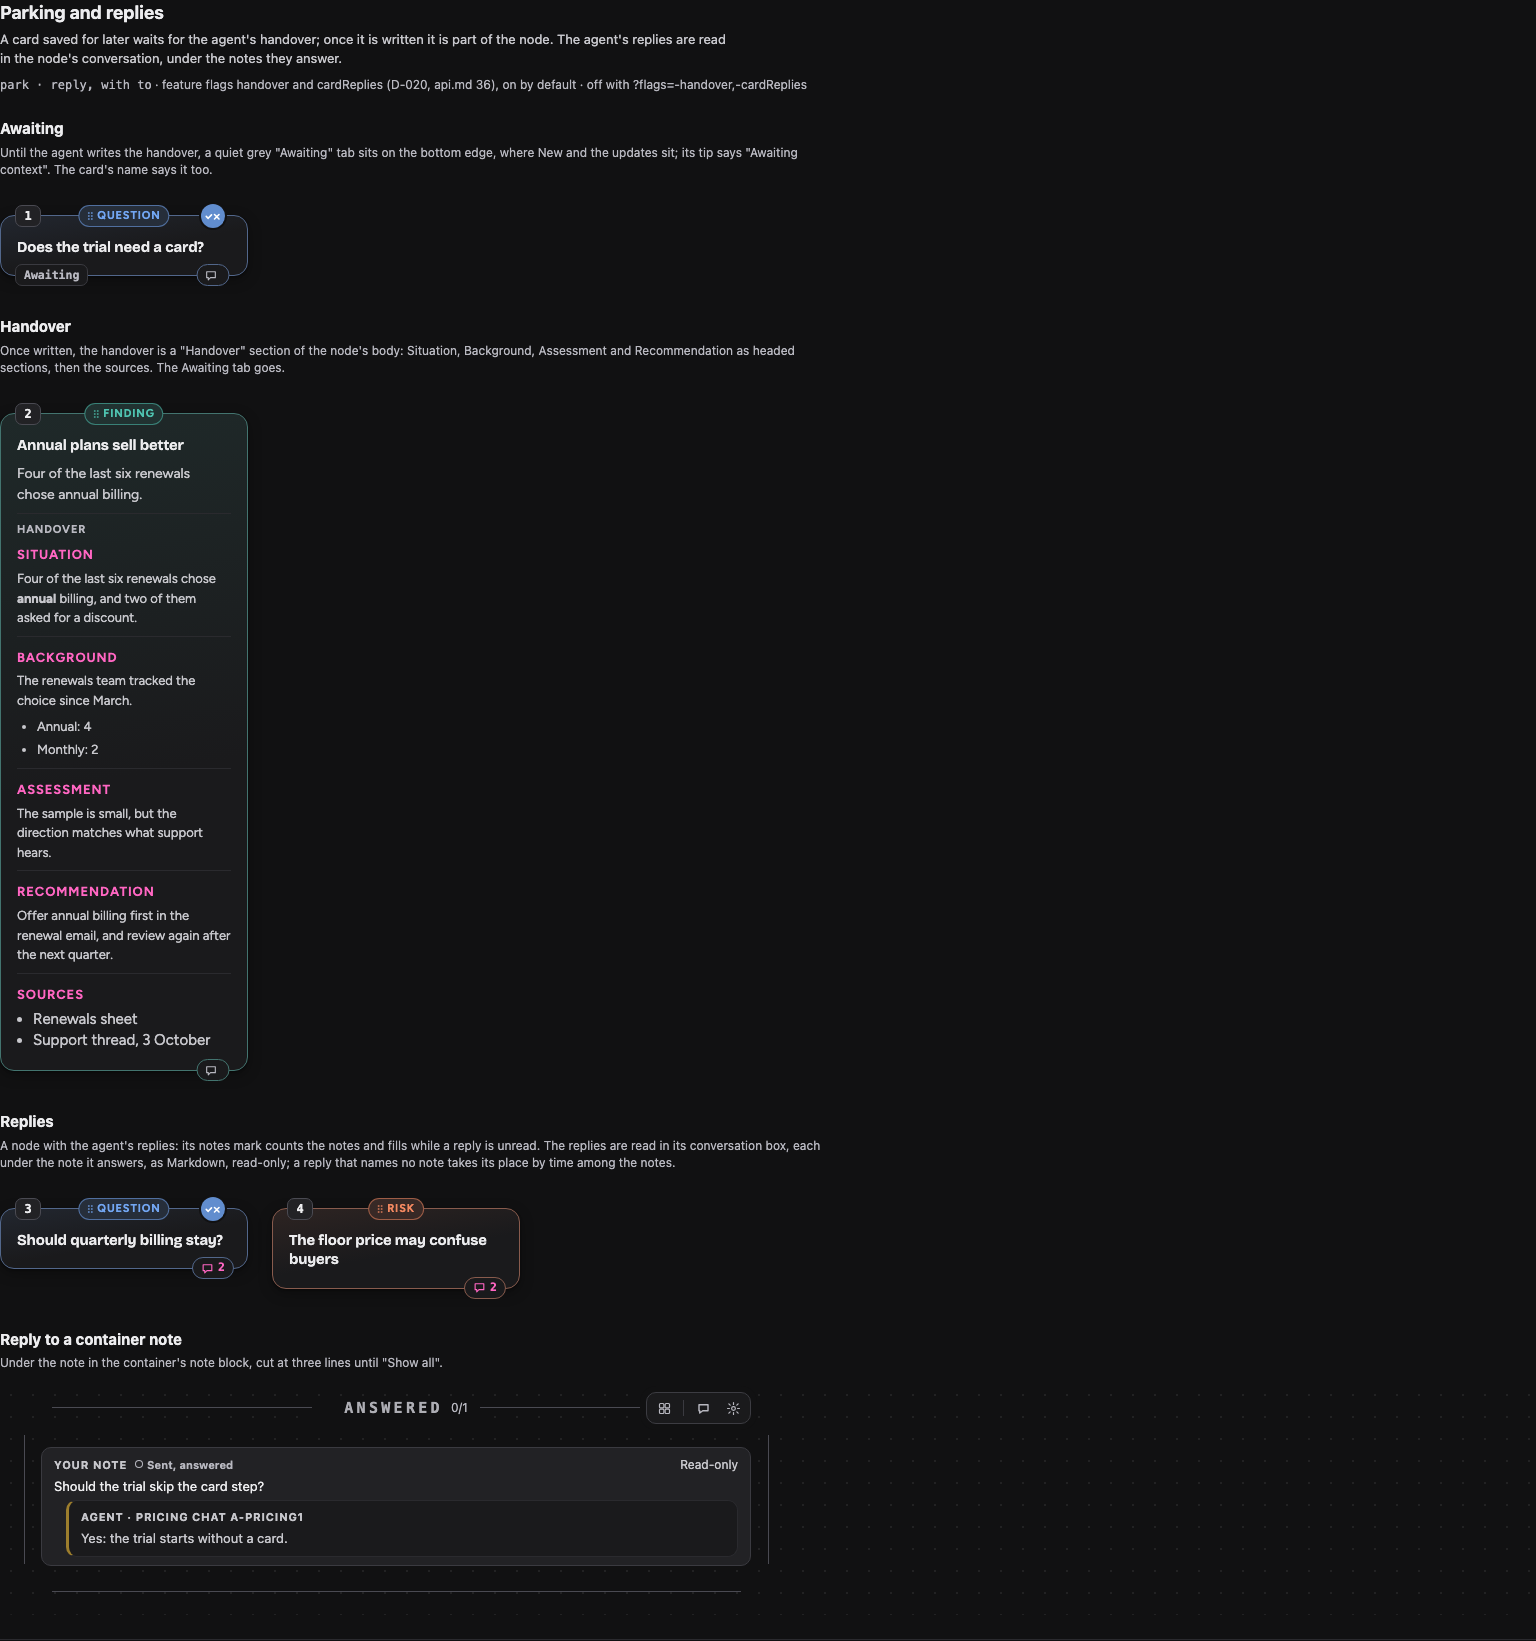 Parking and replies
A card saved for later waits for the agent's handover; once it is written it is part of the node. The agent's replies are read
in the node's conversation, under the notes they answer.
park · reply, with to · feature flags handover and cardReplies (D-020, api.md 36), on by default · off with ?flags=-handover,-cardReplies
Awaiting
Until the agent writes the handover, a quiet grey "Awaiting" tab sits on the bottom edge, where New and the updates sit; its tip says "Awaiting
context". The card's name says it too.
1 QUESTION
Does the trial need a card?
Awaiting
Handover
Once written, the handover is a "Handover" section of the node's body: Situation, Background, Assessment and Recommendation as headed
sections, then the sources. The Awaiting tab goes.
2 FINDING
Annual plans sell better
Four of the last six renewals
chose annual billing.
HANDOVER
SITUATION
Four of the last six renewals chose
annual billing, and two of them
asked for a discount.
BACKGROUND
The renewals team tracked the
choice since March.
• Annual: 4
• Monthly: 2
ASSESSMENT
The sample is small, but the
direction matches what support
hears.
RECOMMENDATION
Offer annual billing first in the
renewal email, and review again after
the next quarter.
SOURCES
• Renewals sheet
• Support thread, 3 October
Replies
A node with the agent's replies: its notes mark counts the notes and fills while a reply is unread. The replies are read in its conversation box, each
under the note it answers, as Markdown, read-only; a reply that names no note takes its place by time among the notes.
3 QUESTION
Should quarterly billing stay?
2
4 RISK
The floor price may confuse
buyers
2
Reply to a container note
Under the note in the container's note block, cut at three lines until "Show all".
ANSWERED 0/1
YOUR NOTE Sent, answered Read-only
Should the trial skip the card step?
AGENT · PRICING CHAT A-PRICING1
Yes: the trial starts without a card.